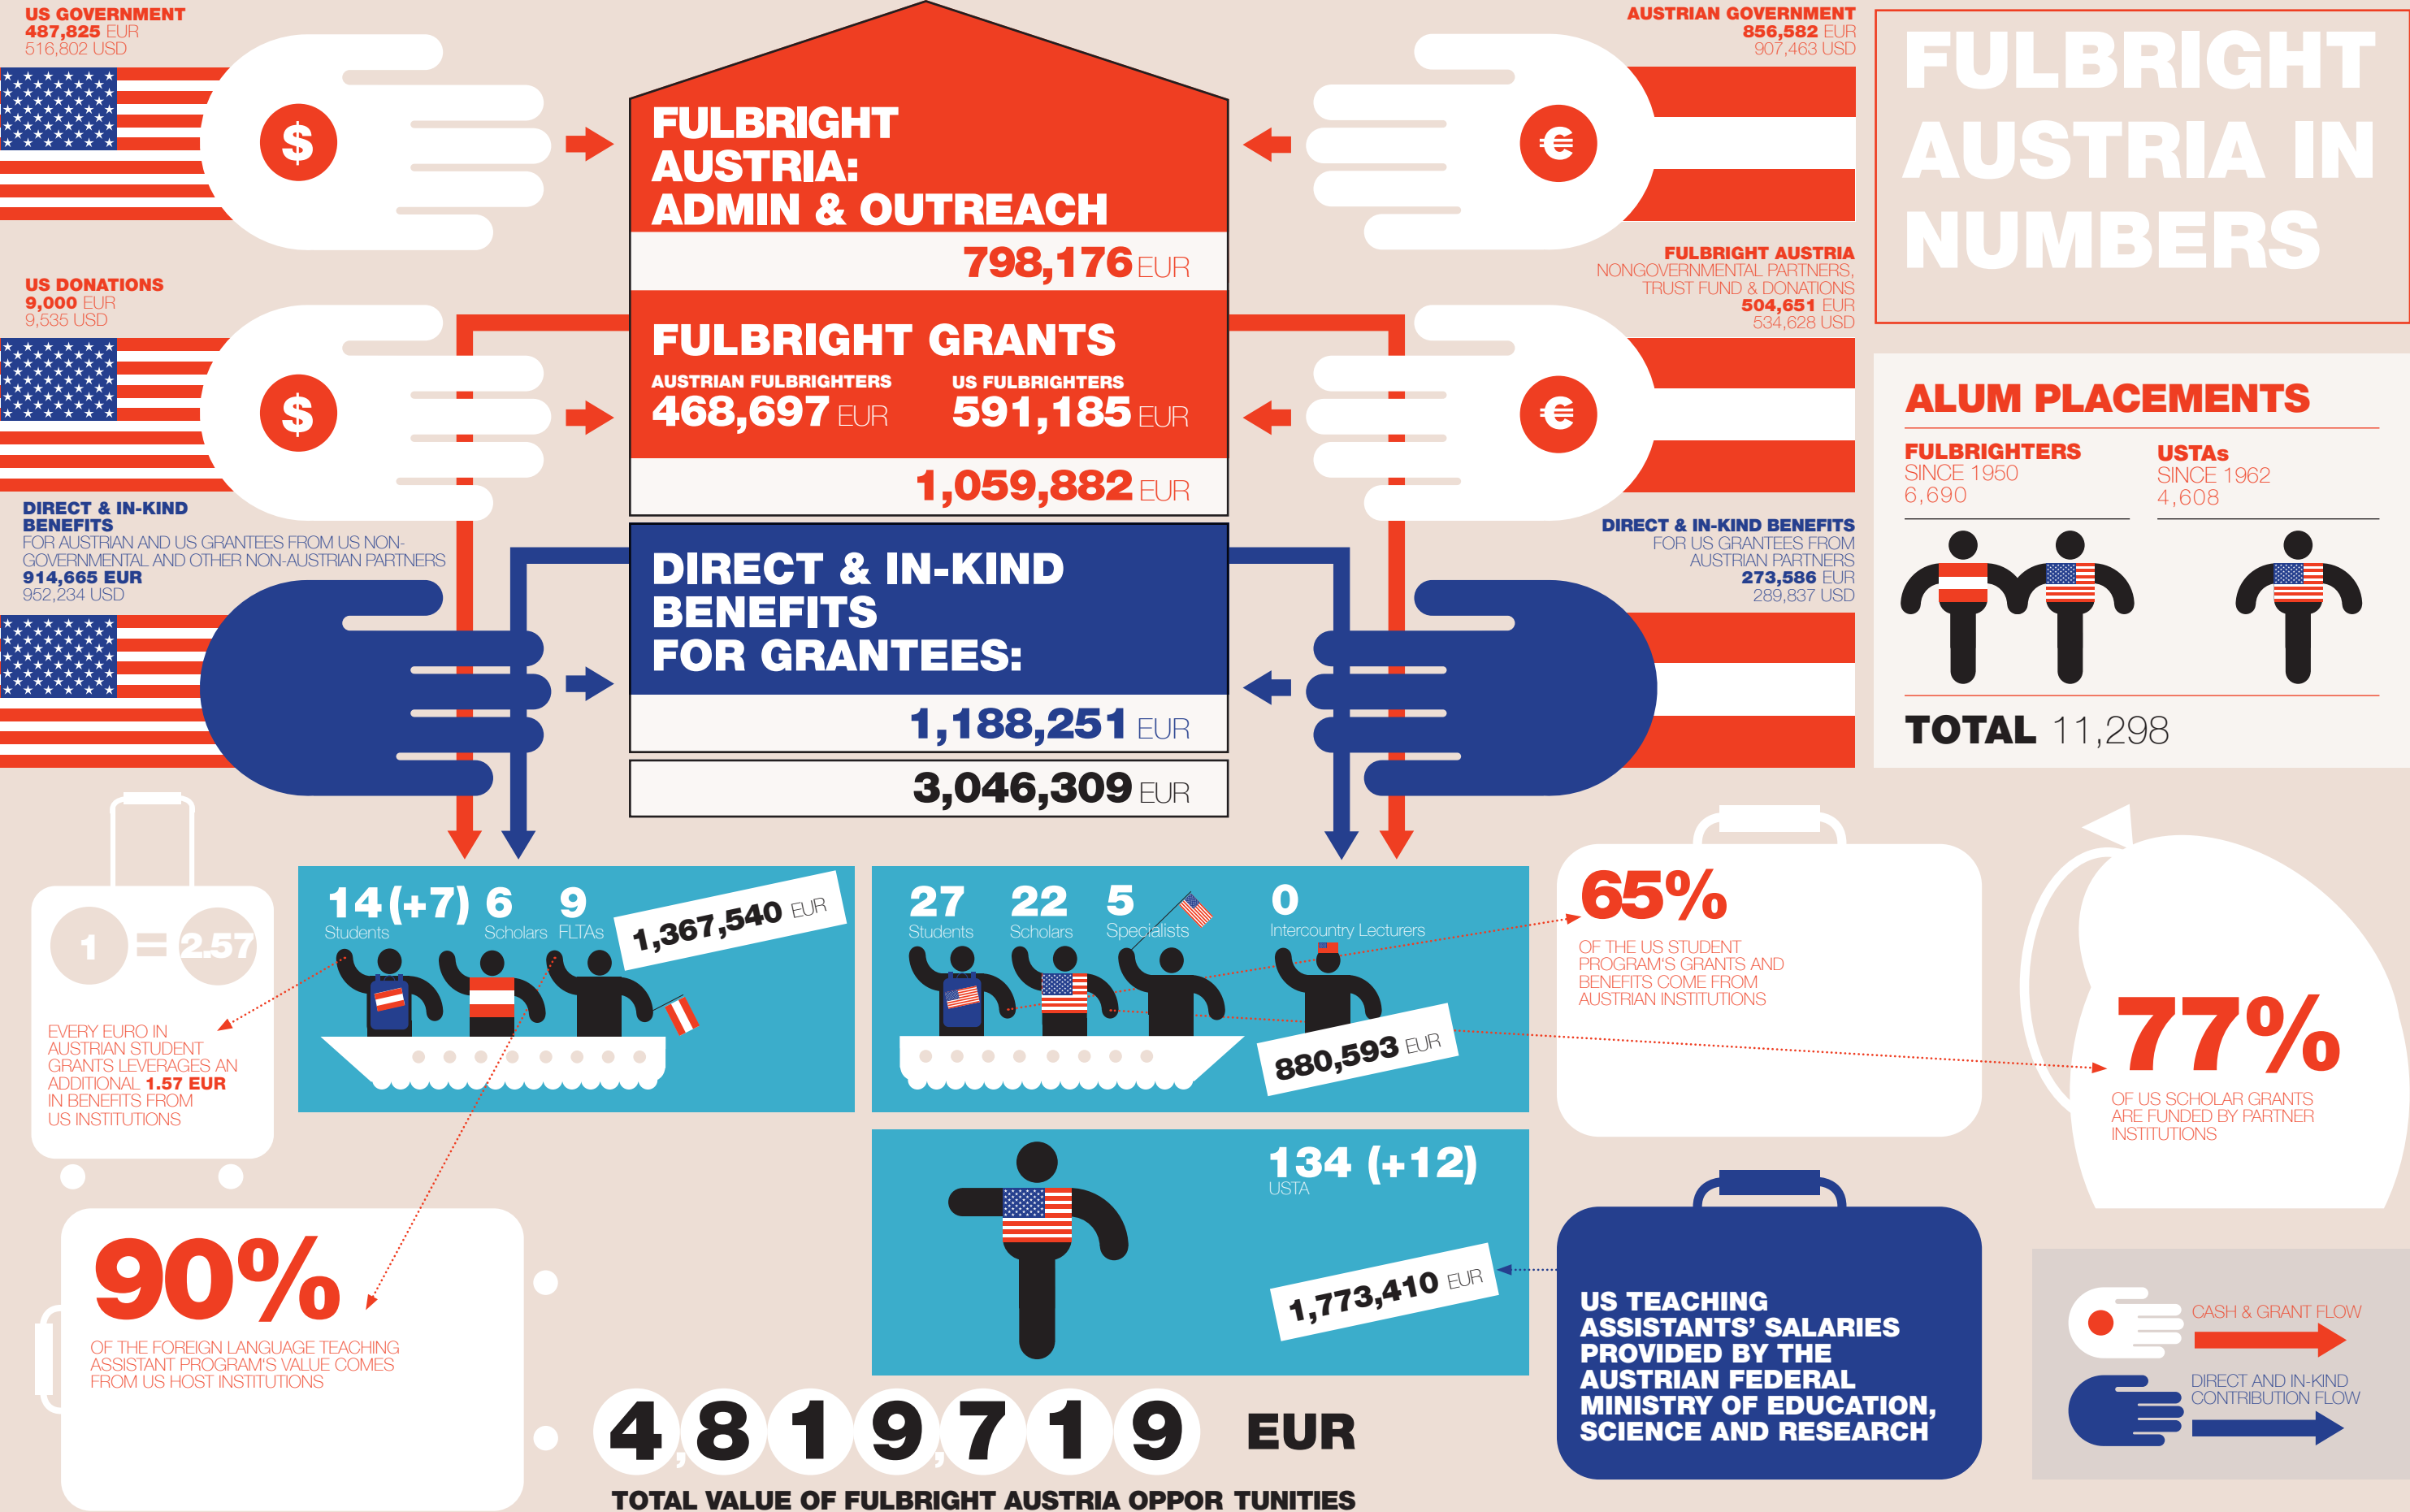 US GOVERNMENT
487,825 EUR
516,802 USD
$
US DONATIONS
9,000 EUR
9,535 USD
$
DIRECT & IN-KIND
BENEFITS
FOR AUSTRIAN AND US GRANTEES FROM US NON-
GOVERNMENTAL AND OTHER NON-AUSTRIAN PARTNERS
914,665 EUR
952,234 USD
FULBRIGHT
AUSTRIA:
ADMIN & OUTREACH
798,176 EUR
FULBRIGHT GRANTS
AUSTRIAN FULBRIGHTERS
468,697 EUR
US FULBRIGHTERS
591,185 EUR
1,059,882 EUR
DIRECT & IN-KIND
BENEFITS
FOR GRANTEES:
1,188,251 EUR
3,046,309 EUR
AUSTRIAN GOVERNMENT
856,582 EUR
907,463 USD
€
FULBRIGHT AUSTRIA
NONGOVERNMENTAL PARTNERS,
TRUST FUND & DONATIONS
504,651 EUR
534,628 USD
€
DIRECT & IN-KIND BENEFITS
FOR US GRANTEES FROM
AUSTRIAN PARTNERS
273,586 EUR
289,837 USD
FULBRIGHT
AUSTRIA IN
NUMBERS
ALUM PLACEMENTS
FULBRIGHTERS
SINCE 1950
6,690
USTAs
SINCE 1962
4,608
TOTAL 11,298
1 = 2.57
EVERY EURO IN
AUSTRIAN STUDENT
GRANTS LEVERAGES AN
ADDITIONAL 1.57 EUR
IN BENEFITS FROM
US INSTITUTIONS
14 (+7)
Students
6
Scholars
9
FLTAs
1,367,540 EUR
27
Students
22
Scholars
5
Specialists
0
Intercountry Lecturers
880,593 EUR
65%
OF THE US STUDENT
PROGRAM'S GRANTS AND
BENEFITS COME FROM
AUSTRIAN INSTITUTIONS
77%
OF US SCHOLAR GRANTS
ARE FUNDED BY PARTNER
INSTITUTIONS
90%
OF THE FOREIGN LANGUAGE TEACHING
ASSISTANT PROGRAM'S VALUE COMES
FROM US HOST INSTITUTIONS
134 (+12)
USTA
1,773,410 EUR
US TEACHING
ASSISTANTS' SALARIES
PROVIDED BY THE
AUSTRIAN FEDERAL
MINISTRY OF EDUCATION,
SCIENCE AND RESEARCH
CASH & GRANT FLOW
DIRECT AND IN-KIND
CONTRIBUTION FLOW
4,819,719 EUR
TOTAL VALUE OF FULBRIGHT AUSTRIA OPPOR TUNITIES